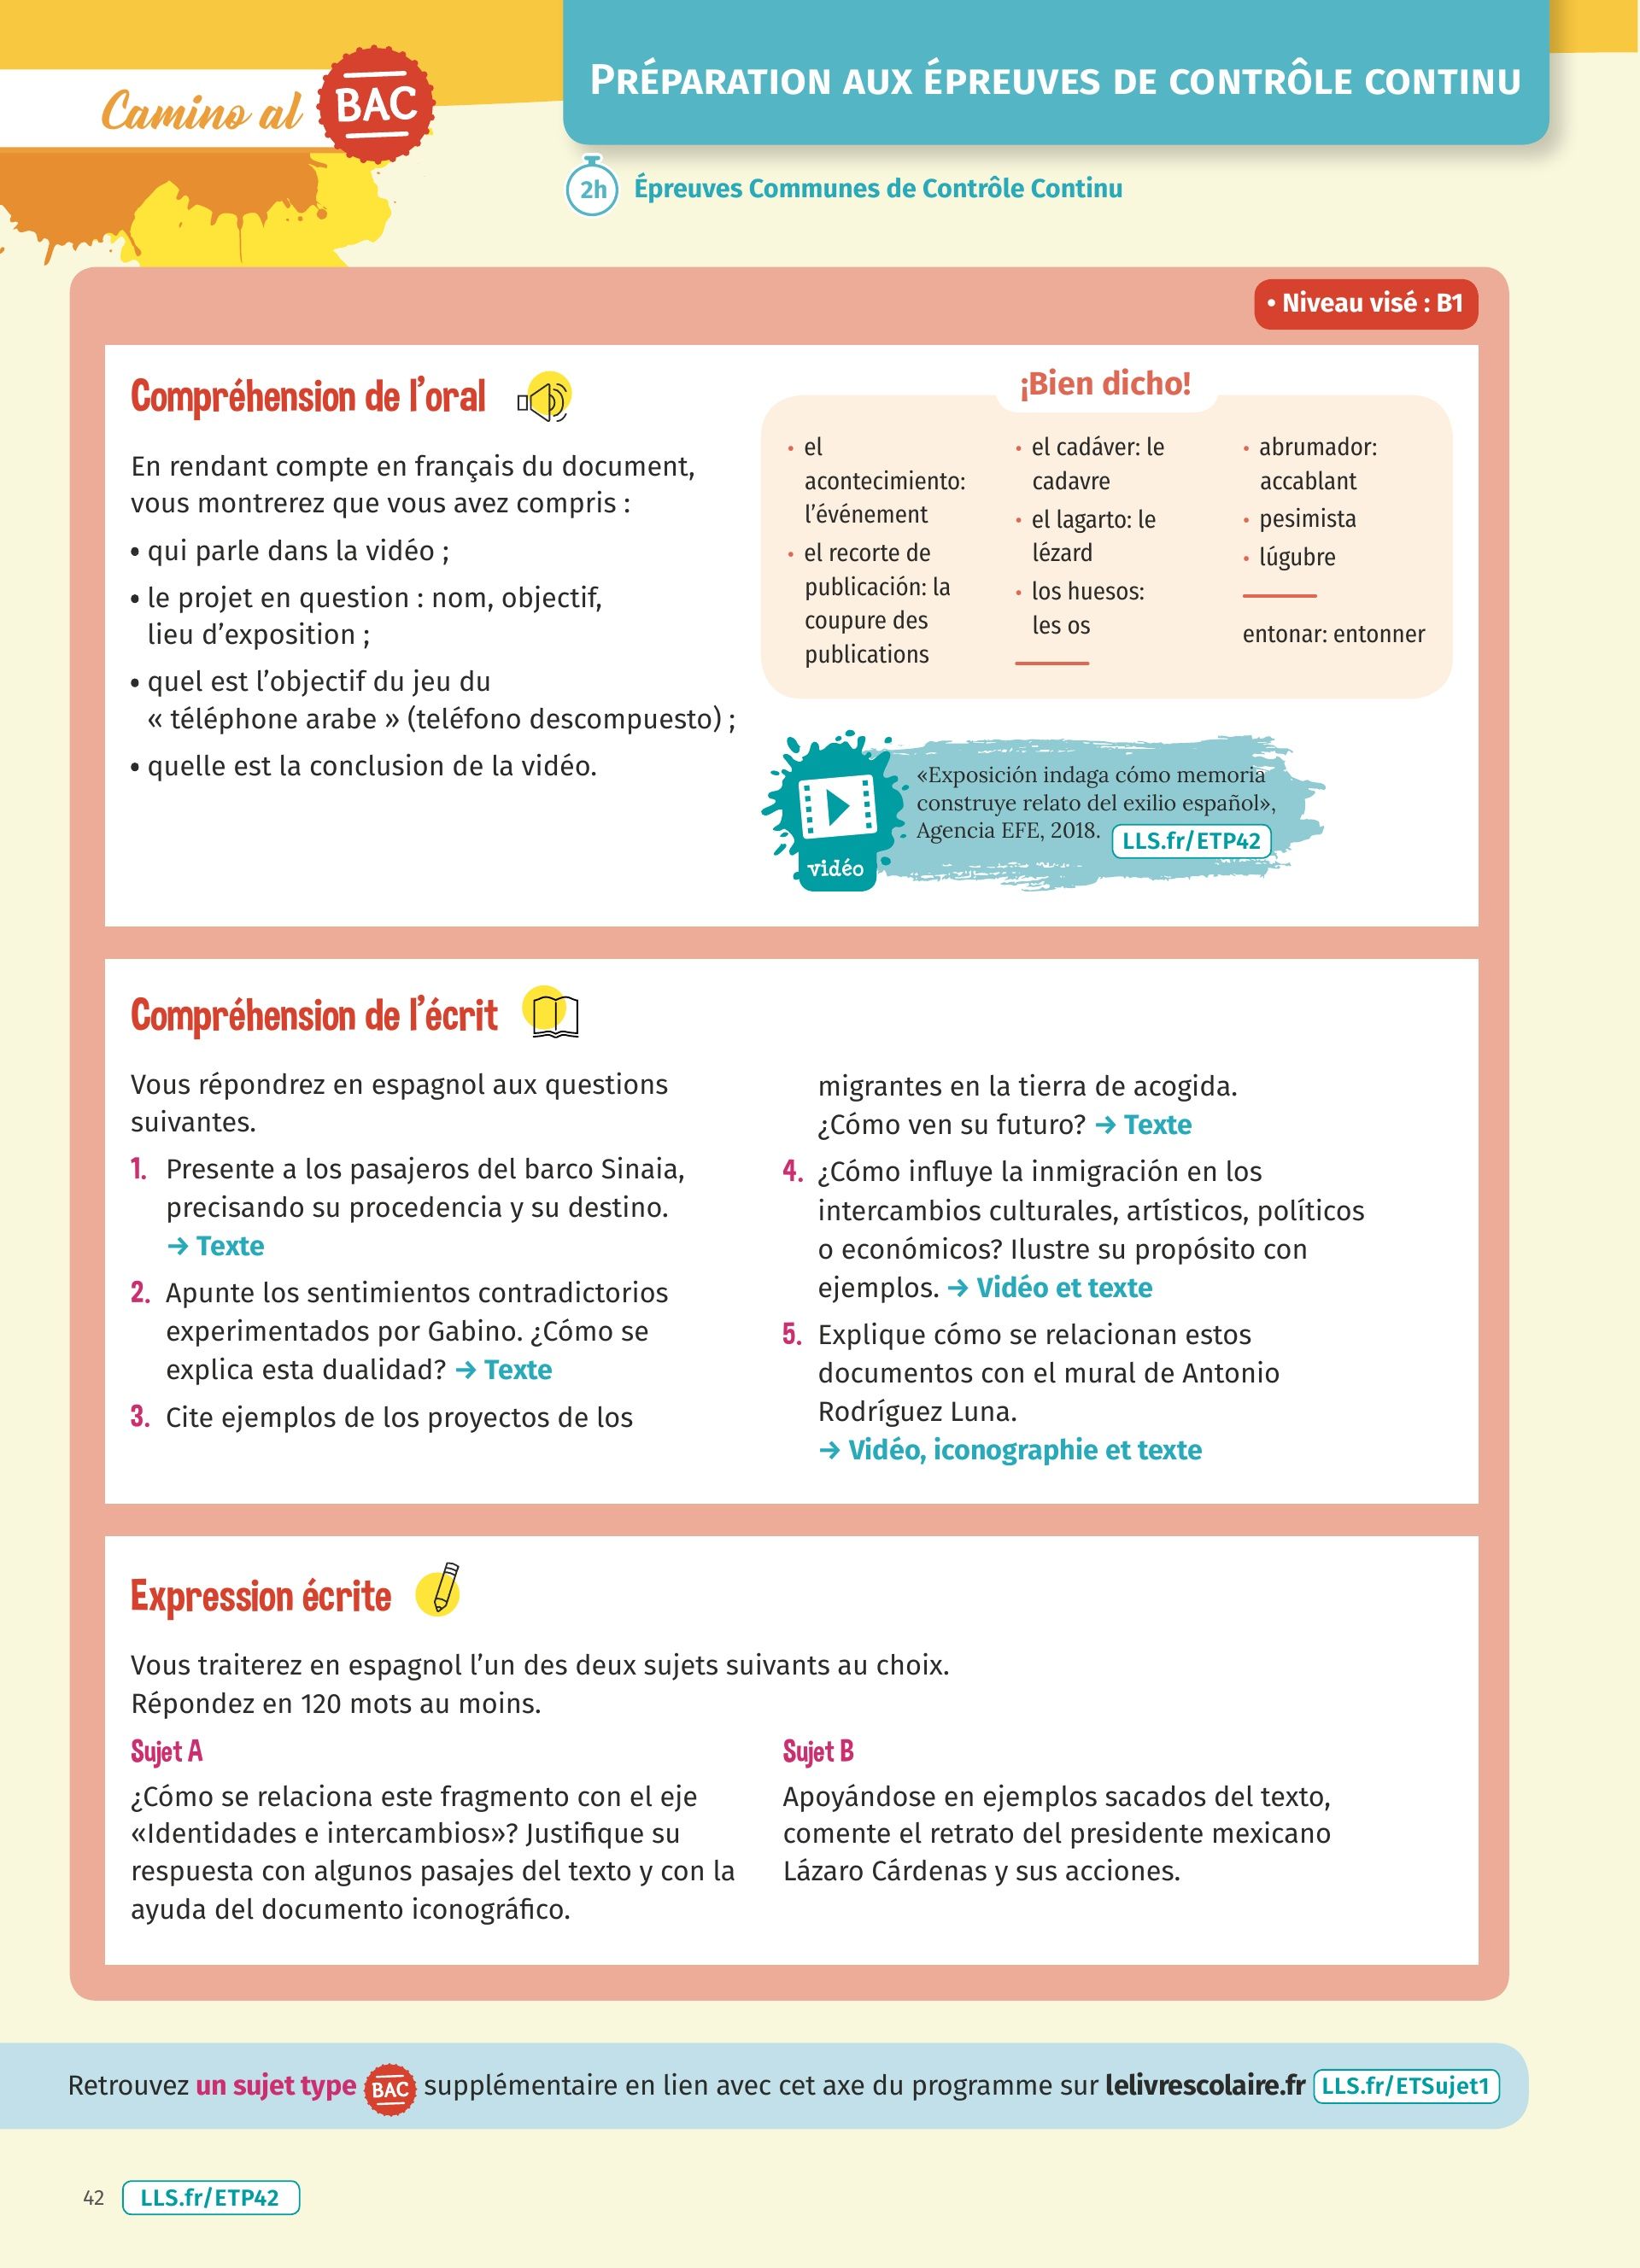 Camino al BAC
PRÉPARATION AUX ÉPREUVES DE CONTRÔLE CONTINU
2h Épreuves Communes de Contrôle Continu
• Niveau visé : B1
Compréhension de l'oral
En rendant compte en français du document,
vous montrerez que vous avez compris :
• qui parle dans la vidéo ;
• le projet en question : nom, objectif,
lieu d'exposition ;
• quel est l'objectif du jeu du
« téléphone arabe » (teléfono descompuesto) ;
• quelle est la conclusion de la vidéo.
¡Bien dicho!
• el
acontecimiento:
l'événement
• el recorte de
publicación: la
coupure des
publications
• el cadáver: le
cadavre
• el lagarto: le
lézard
• los huesos:
les os
• abrumador:
accablant
• pesimista
• lúgubre
entonar: entonner
vidéo
«Exposición indaga cómo memoria
construye relato del exilio español»,
Agencia EFE, 2018. LLS.fr/ETP42
Compréhension de l'écrit
Vous répondrez en espagnol aux questions
suivantes.
1. Presente a los pasajeros del barco Sinaia,
precisando su procedencia y su destino.
→ Texte
2. Apunte los sentimientos contradictorios
experimentados por Gabino. ¿Cómo se
explica esta dualidad? → Texte
3. Cite ejemplos de los proyectos de los
migrantes en la tierra de acogida.
¿Cómo ven su futuro? → Texte
4. ¿Cómo influye la inmigración en los
intercambios culturales, artísticos, políticos
o económicos? Ilustre su propósito con
ejemplos. → Vidéo et texte
5. Explique cómo se relacionan estos
documentos con el mural de Antonio
Rodríguez Luna.
→ Vidéo, iconographie et texte
Expression écrite
Vous traiterez en espagnol l'un des deux sujets suivants au choix.
Répondez en 120 mots au moins.
Sujet A
¿Cómo se relaciona este fragmento con el eje
«Identidades e intercambios»? Justifique su
respuesta con algunos pasajes del texto y con la
ayuda del documento iconográfico.
Sujet B
Apoyándose en ejemplos sacados del texto,
comente el retrato del presidente mexicano
Lázaro Cárdenas y sus acciones.
Retrouvez un sujet type BAC supplémentaire en lien avec cet axe du programme sur lelivrescolaire.fr LLS.fr/ETSujet1
42 LLS.fr/ETP42